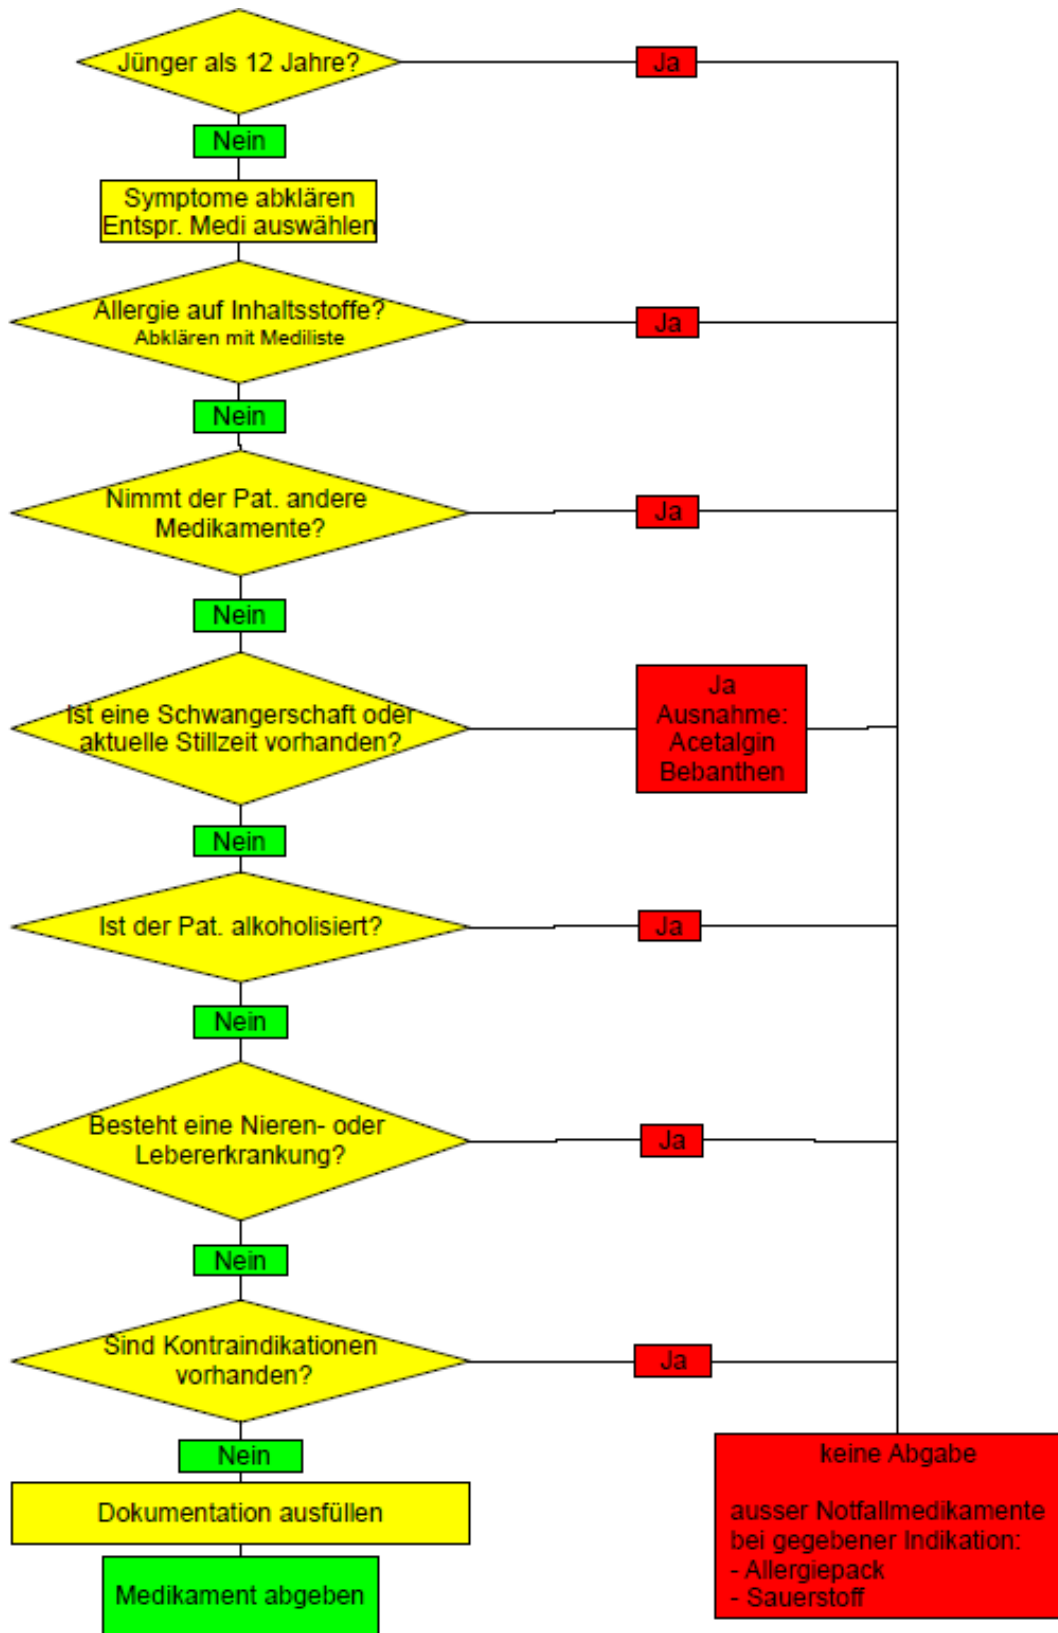 Jünger als 12 Jahre?
Ja
Nein
Symptome abklären
Entspr. Medi auswählen
Allergie auf Inhaltsstoffe?
Abklären mit Mediliste
Ja
Nein
Nimmt der Pat. andere
Medikamente?
Ja
Nein
Ist eine Schwangerschaft oder
aktuelle Stillzeit vorhanden?
Ja
Ausnahme:
Acetalgin
Bebanthen
Nein
Ist der Pat. alkoholisiert?
Ja
Nein
Besteht eine Nieren- oder
Lebererkrankung?
Ja
Nein
Sind Kontraindikationen
vorhanden?
Ja
Nein
Dokumentation ausfüllen
Medikament abgeben
keine Abgabe
ausser Notfallmedikamente
bei gegebener Indikation:
- Allergiepack
- Sauerstoff